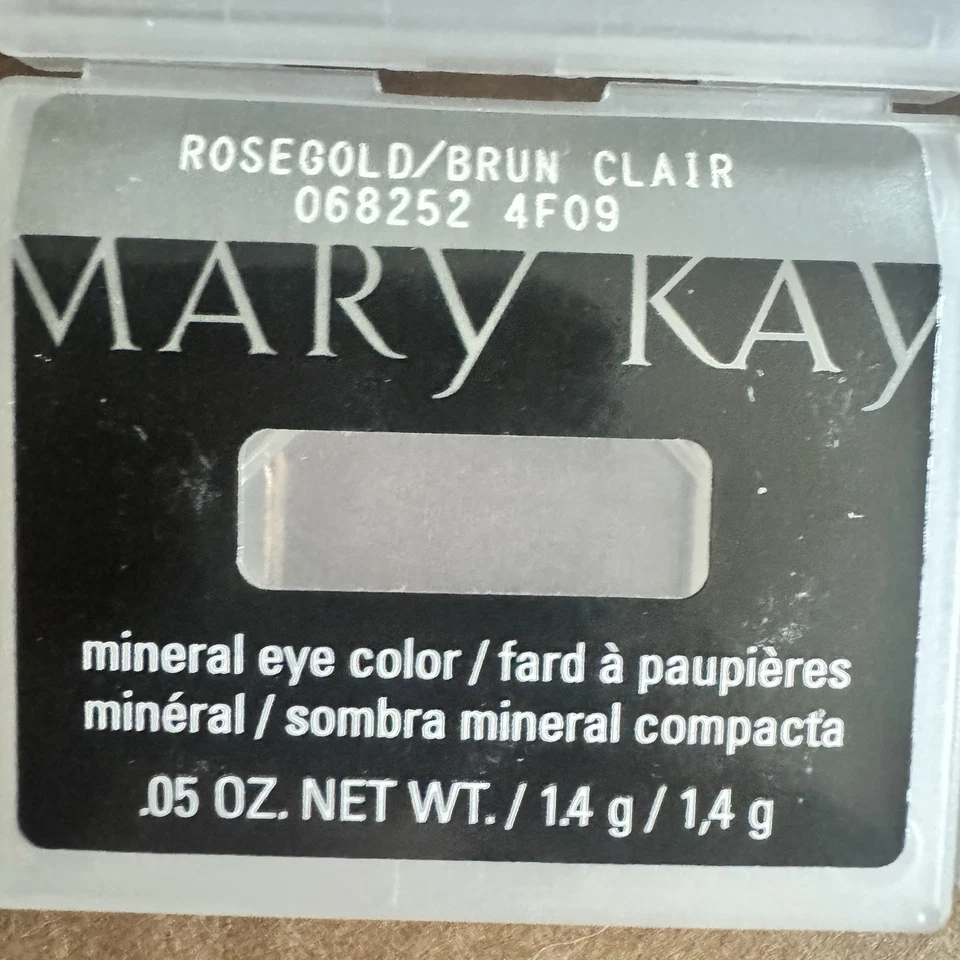 ROSEGOLD/BRUN CLAIR
068252 4F09
MARY KAY
mineral eye color / fard à paupières
minéral / sombra mineral compacta
.05 OZ. NET WT. / 1.4 g / 1,4 g